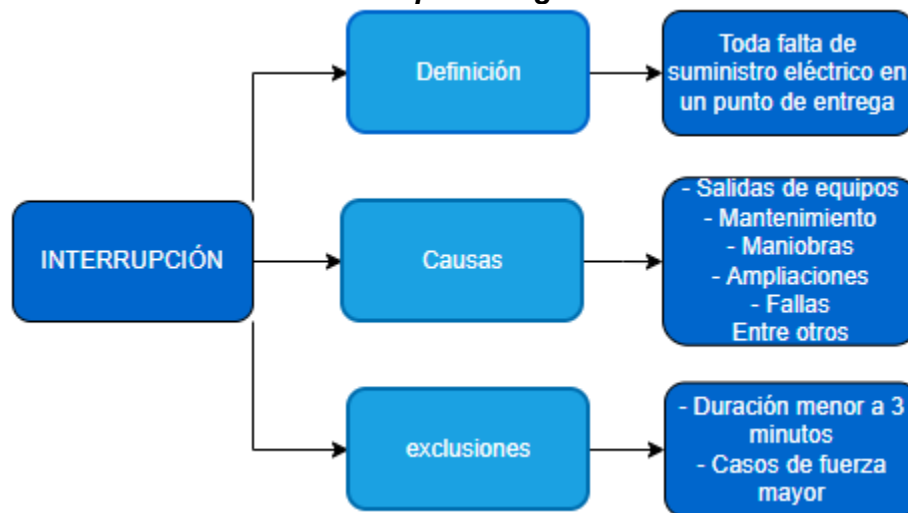 Definición
Toda falta de
suministro eléctrico en
un punto de entrega
INTERRUPCIÓN
Causas
- Salidas de equipos
- Mantenimiento
- Maniobras
- Ampliaciones
- Fallas
Entre otros
exclusiones
- Duración menor a 3
minutos
- Casos de fuerza
mayor